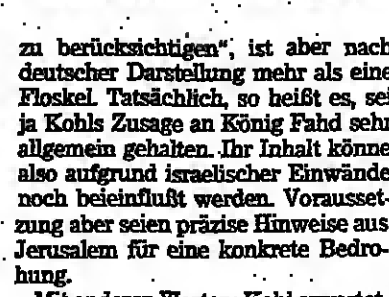 zu berücksichtigen“, ist aber nach
deutscher Darstellung mehr als eine
Floskel. Tatsächlich, so heißt es, sei
ja Kohls Zusage an König Fahd sehr
allgemein gehalten. Ihr Inhalt könne
also aufgrund israelischer Einwände
noch beieinflußt werden. Vorausset-
zung aber seien präzise Hinweise aus
Jerusalem für eine konkrete Bedro-
hung.